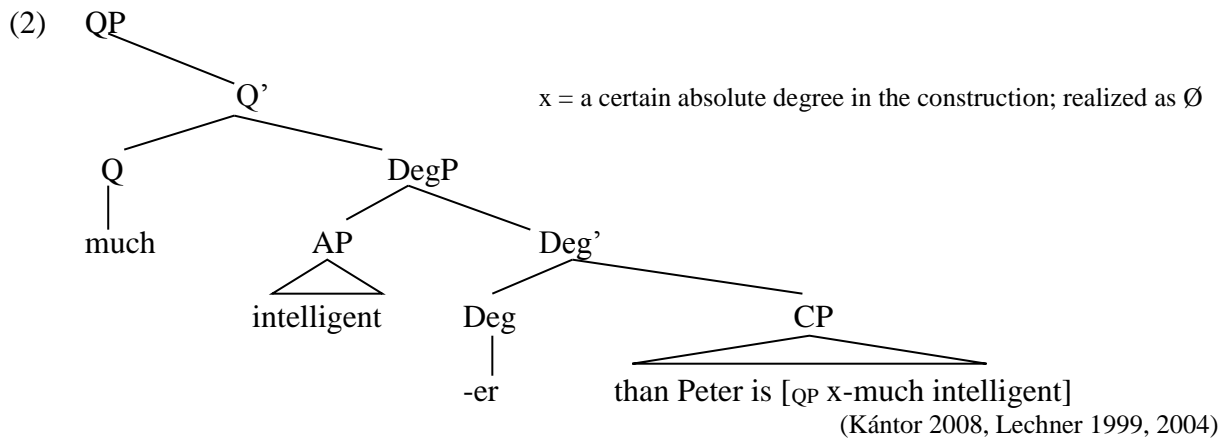 (2) QP
Q’ x = a certain absolute degree in the construction; realized as Ø
Q DegP
much AP Deg’
intelligent Deg CP
-er than Peter is [QP x-much intelligent]
(Kántor 2008, Lechner 1999, 2004)